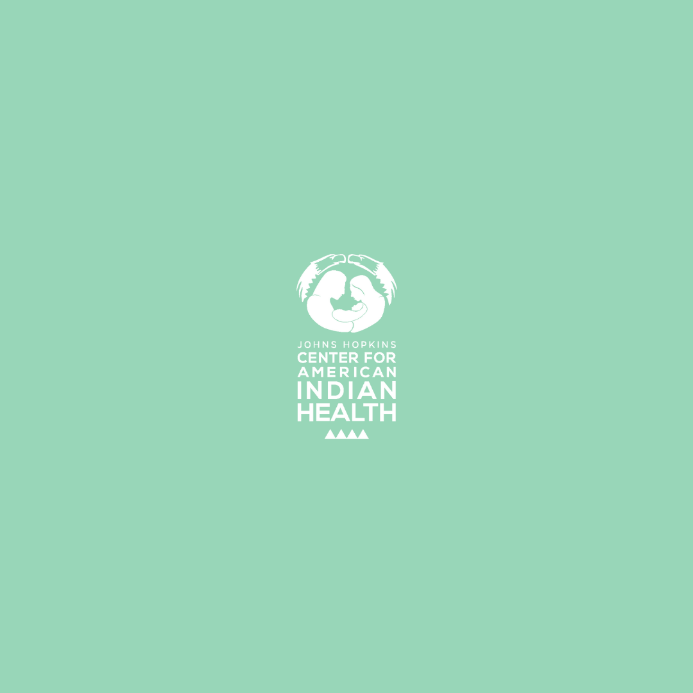 JOHNS HOPKINS
CENTER FOR
AMERICAN
INDIAN
HEALTH